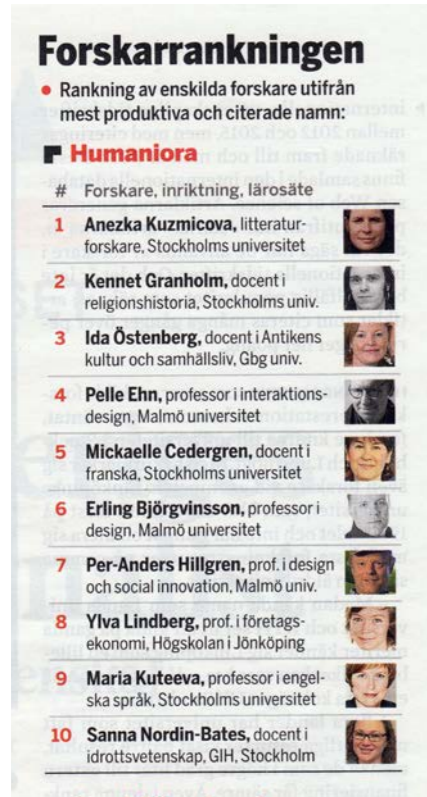 Forskarrankningen
• Rankning av enskilda forskare utifrån
mest produktiva och citerade namn:
Humaniora
# Forskare, inriktning, lärosäte
1 Anezka Kuzmicova, litteratur-
forskare, Stockholms universitet
2 Kennet Granholm, docent i
religionshistoria, Stockholms univ.
3 Ida Östenberg, docent i Antikens
kultur och samhällsliv, Gbg univ.
4 Pelle Ehn, professor i interaktions-
design, Malmö universitet
5 Mickaelle Cedergren, docent i
franska, Stockholms universitet
6 Erling Björgvinsson, professor i
design, Malmö universitet
7 Per-Anders Hillgren, prof. i design
och social innovation, Malmö univ.
8 Ylva Lindberg, prof. i företags-
ekonomi, Högskolan i Jönköping
9 Maria Kuteeva, professor i engel-
ska språk, Stockholms universitet
10 Sanna Nordin-Bates, docent i
idrottsvetenskap, GIH, Stockholm